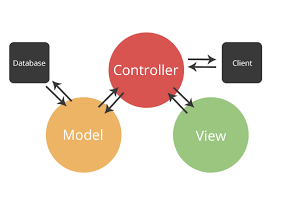 Database
Controller
Client
Model
View